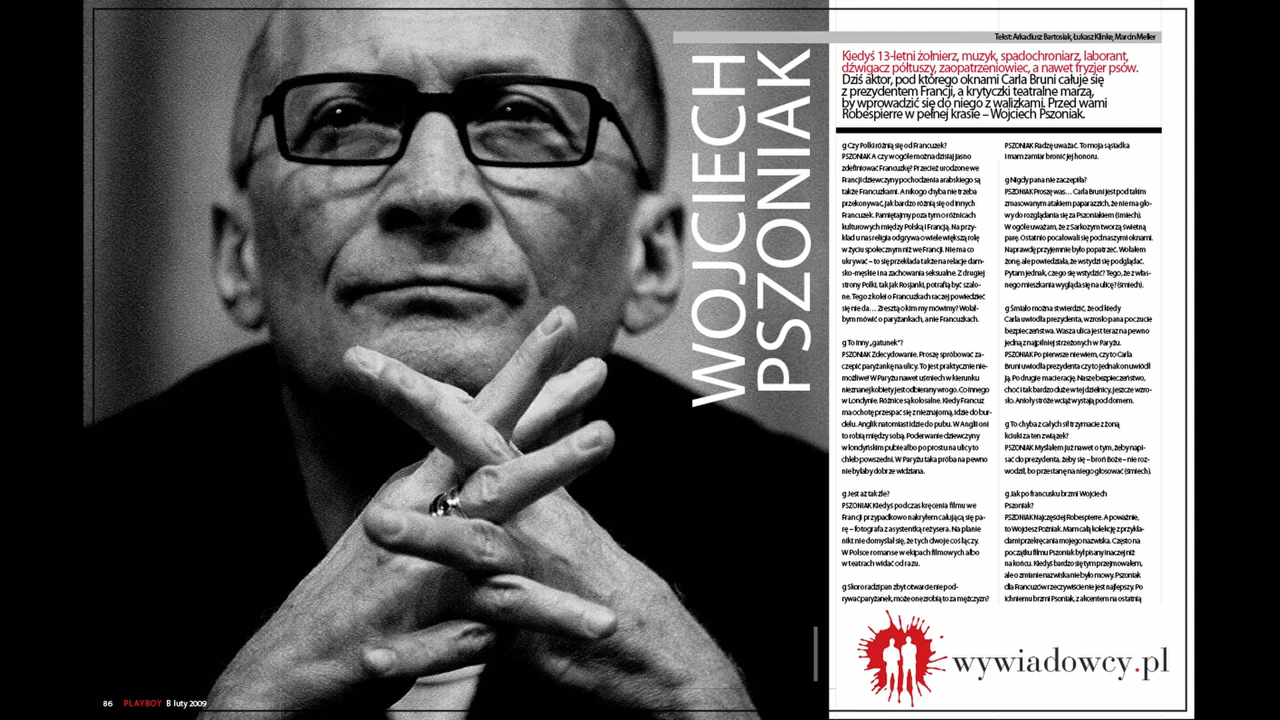 WOJCIECH
PSZONIAK
Tekst: Arkadiusz Bartosiak, Łukasz Klinke, Marcin Meller
Kiedyś 13-letni żołnierz, muzyk, spadochroniarz, laborant,
dźwigacz półtuszy, zaopatrzeniowiec, a nawet fryzjer psów.
Dziś aktor, pod którego oknami Carla Bruni całuje się
z prezydentem Francji, a krytyczki teatralne marzą,
by wprowadzić się do niego z walizkami. Przed wami
Robespierre w pełnej krasie – Wojciech Pszoniak.
g Czy Polki różnią się od Francuzek?
PSZONIAK A czy w ogóle można dzisiaj jasno
zdefiniować Francuzkę? Przecież urodzone we
Francji dziewczyny pochodzenia arabskiego są
także Francuzkami. A nikogo chyba nie trzeba
przekonywać, jak bardzo różnią się od innych
Francuzek. Pamiętajmy poza tym o różnicach
kulturowych między Polską i Francją. Na przy-
kład u nas religia odgrywa o wiele większą rolę
w życiu społecznym niż we Francji. Nie ma co
ukrywać – to się przekłada także na relacje dam-
sko-męskie i na zachowania seksualne. Z drugiej
strony Polki, tak jak Rosjanki, potrafią być szalo-
ne. Tego z kolei o Francuzkach raczej powiedzieć
się nie da… Zresztą o kim my mówimy? Wolał-
bym mówić o paryżankach, a nie Francuzkach.
g To inny „gatunek”?
PSZONIAK Zdecydowanie. Proszę spróbować za-
czepić paryżankę na ulicy. To jest praktycznie nie-
możliwe! W Paryżu nawet uśmiech w kierunku
nieznanej kobiety jest odbierany wrogo. Co innego
w Londynie. Różnice są kolosalne. Kiedy Francuz
ma ochotę przespać się z nieznajomą, idzie do bur-
delu. Anglik natomiast idzie do pubu. W Anglii oni
to robią między sobą. Poderwanie dziewczyny
w londyńskim pubie albo po prostu na ulicy to
chleb powszedni. W Paryżu taka próba na pewno
nie byłaby dobrze widziana.
g Jest aż tak źle?
PSZONIAK Kiedyś podczas kręcenia filmu we
Francji przypadkowo nakryłem całującą się pa-
rę – fotografa z asystentką reżysera. Na planie
nikt nie domyślał się, że tych dwoje coś łączy.
W Polsce romanse w ekipach filmowych albo
w teatrach widać od razu.
g Skoro radzi pan zbyt otwarcie nie pod-
rywać paryżanek, może one zrobią to za mężczyzn?
PSZONIAK Radzę uważać. To moja sąsiadka
i mam zamiar bronić jej honoru.
g Nigdy pana nie zaczepiła?
PSZONIAK Proszę was… Carla Bruni jest pod takim
zmasowanym atakiem paparazzich, że nie ma gło-
wy do rozglądania się za Pszoniakiem (śmiech).
W ogóle uważam, że z Sarkozym tworzą świetną
parę. Ostatnio pocałowali się pod naszymi oknami.
Naprawdę przyjemnie było popatrzeć. Wołałem
żonę, ale powiedziała, że wstydzi się podglądać.
Pytam jednak, czego się wstydzić? Tego, że z włas-
nego mieszkania wygląda się na ulicę? (śmiech).
g Śmiało można stwierdzić, że od kiedy
Carla uwiodła prezydenta, wzrosło pana poczucie
bezpieczeństwa. Wasza ulica jest teraz na pewno
jedną z najpilniej strzeżonych w Paryżu.
PSZONIAK Po pierwsze nie wiem, czy to Carla
Bruni uwiodła prezydenta czy to jednak on uwiódł
ją. Po drugie macie rację. Nasze bezpieczeństwo,
choć i tak bardzo duże w tej dzielnicy, jeszcze wzro-
sło. Anioły stróże wciąż wystają pod domem.
g To chyba z całych sił trzymacie z żoną
kciuki za ten związek?
PSZONIAK Myślałem już nawet o tym, żeby napi-
sać do prezydenta, żeby się – broń Boże – nie roz-
wodził, bo przestanę na niego głosować (śmiech).
g Jak po francusku brzmi Wojciech
Pszoniak?
PSZONIAK Najczęściej Robespierre. A poważnie,
to Wojciesz Poźniak. Mam całą kolekcję z przykła-
dami przekręcania mojego nazwiska. Często na
początku filmu Pszoniak był pisany inaczej niż
na końcu. Kiedyś bardzo się tym przejmowałem,
ale o zmianie nazwiska nie było mowy. Pszoniak
dla Francuzów rzeczywiście nie jest najlepszy. Po
ichniemu brzmi Psoniak, z akcentem na ostatnią
wywiadowcy.pl
86 PLAYBOY B luty 2009